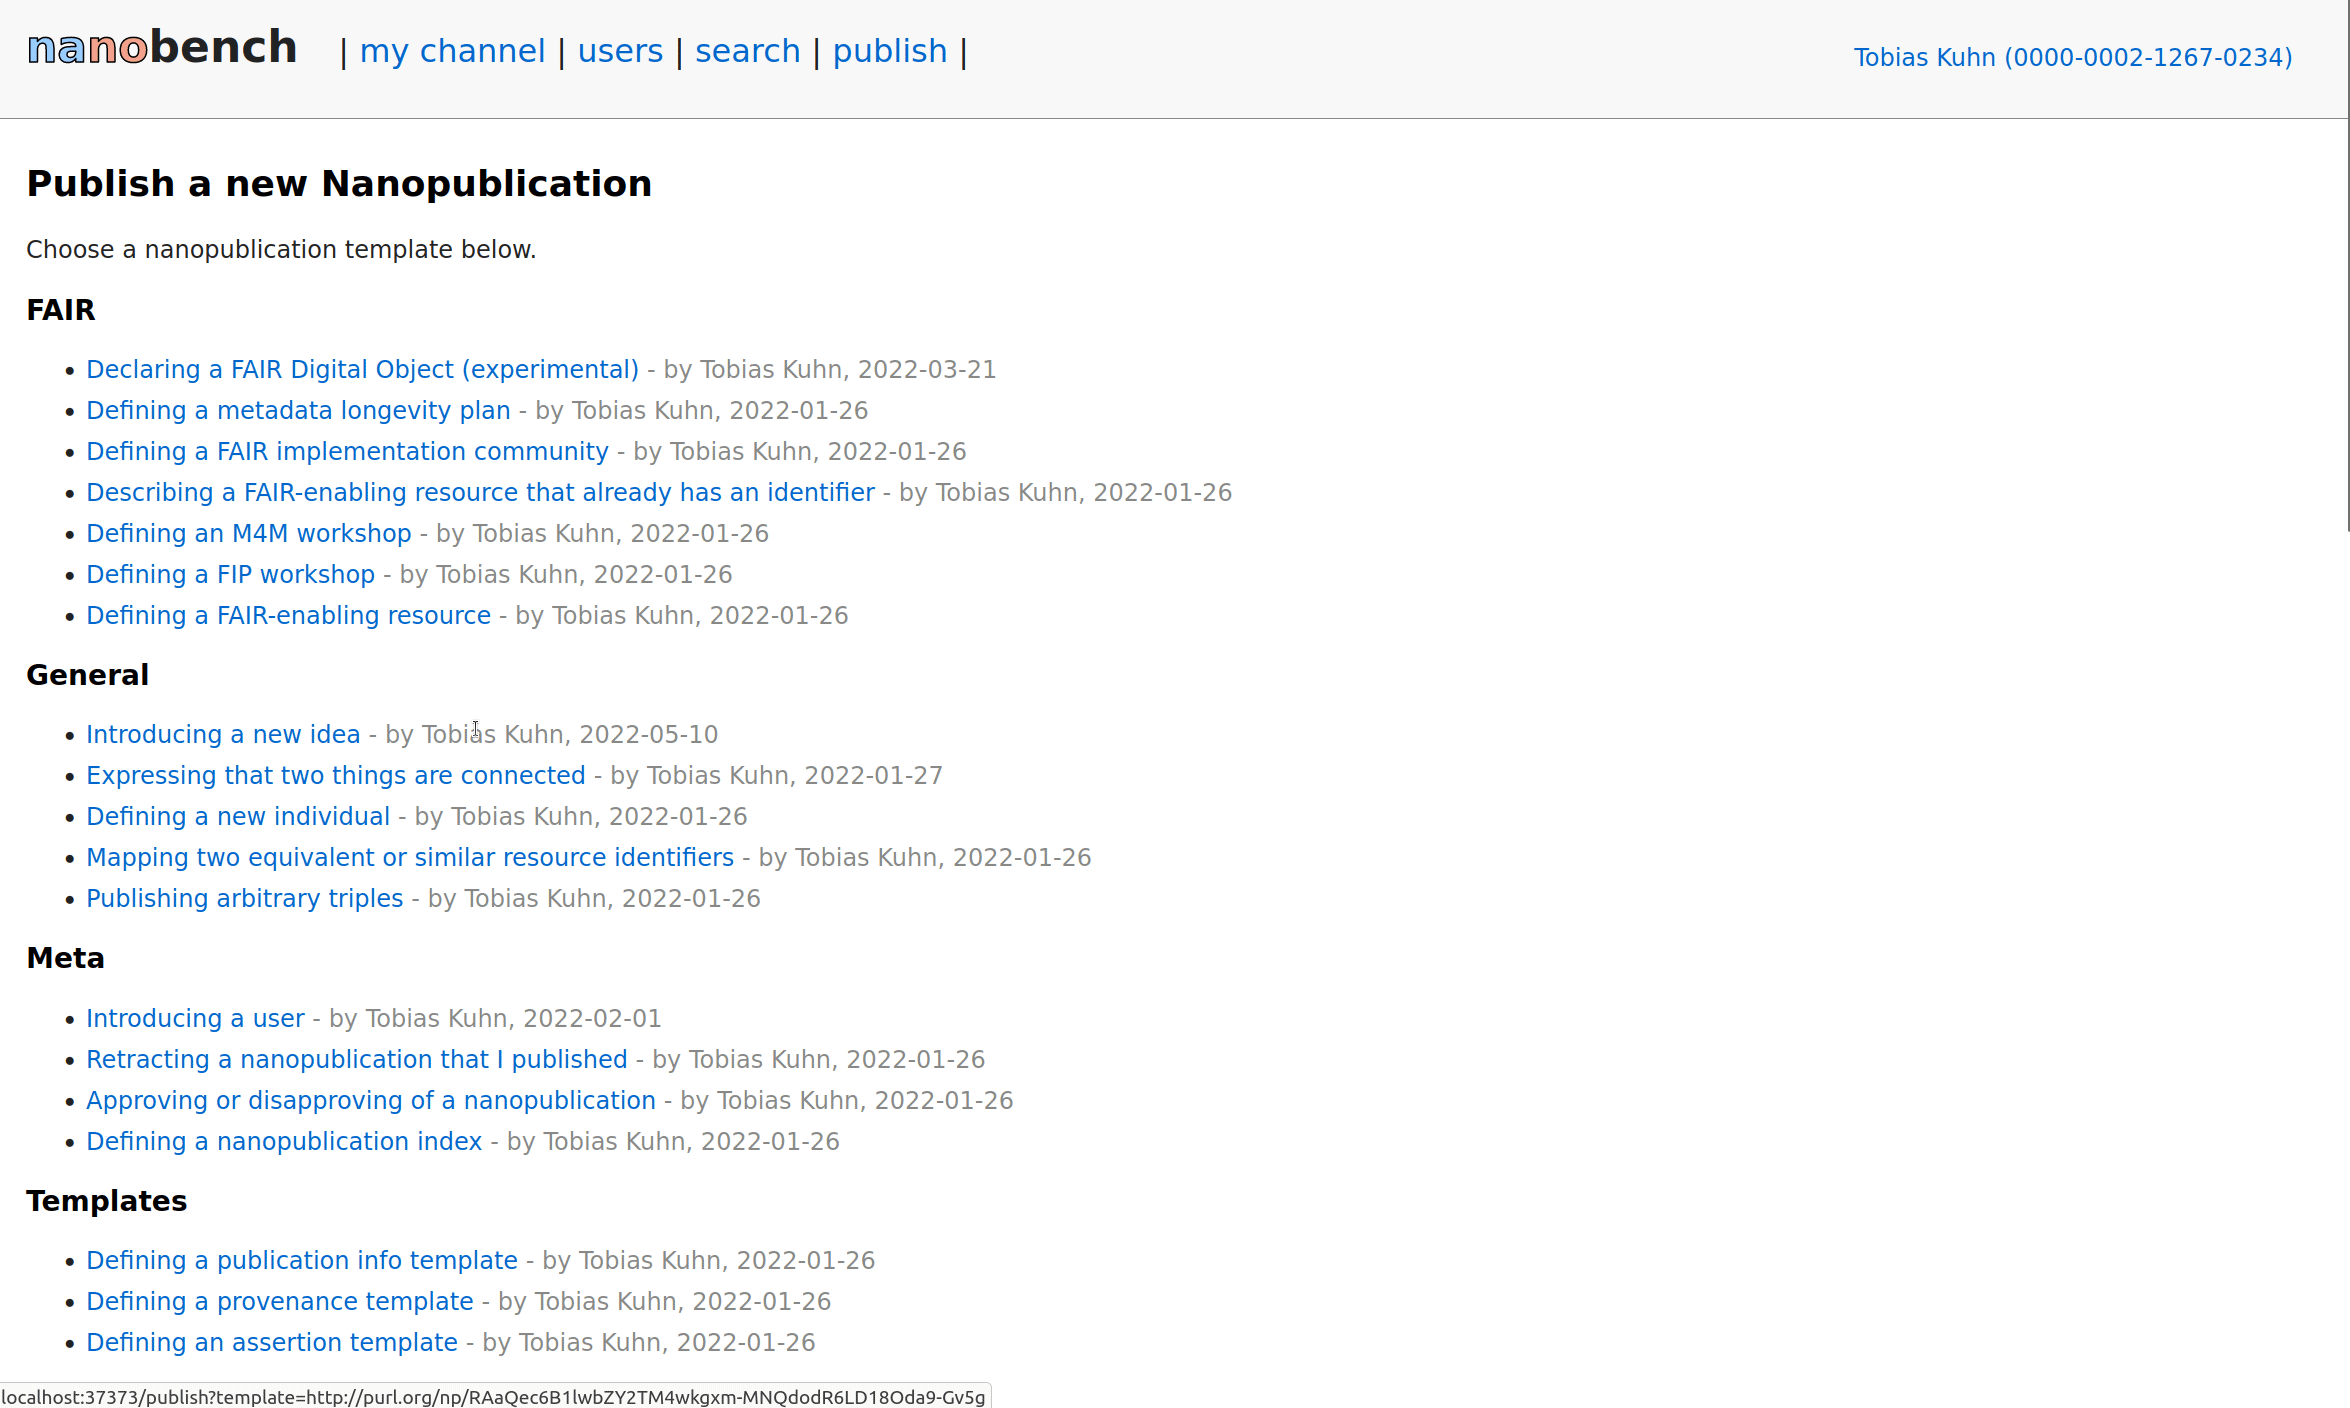 nanobench | my channel | users | search | publish |
Tobias Kuhn (0000-0002-1267-0234)
Publish a new Nanopublication
Choose a nanopublication template below.
FAIR
• Declaring a FAIR Digital Object (experimental) - by Tobias Kuhn, 2022-03-21
• Defining a metadata longevity plan - by Tobias Kuhn, 2022-01-26
• Defining a FAIR implementation community - by Tobias Kuhn, 2022-01-26
• Describing a FAIR-enabling resource that already has an identifier - by Tobias Kuhn, 2022-01-26
• Defining an M4M workshop - by Tobias Kuhn, 2022-01-26
• Defining a FIP workshop - by Tobias Kuhn, 2022-01-26
• Defining a FAIR-enabling resource - by Tobias Kuhn, 2022-01-26
General
• Introducing a new idea - by Tobias Kuhn, 2022-05-10
• Expressing that two things are connected - by Tobias Kuhn, 2022-01-27
• Defining a new individual - by Tobias Kuhn, 2022-01-26
• Mapping two equivalent or similar resource identifiers - by Tobias Kuhn, 2022-01-26
• Publishing arbitrary triples - by Tobias Kuhn, 2022-01-26
Meta
• Introducing a user - by Tobias Kuhn, 2022-02-01
• Retracting a nanopublication that I published - by Tobias Kuhn, 2022-01-26
• Approving or disapproving of a nanopublication - by Tobias Kuhn, 2022-01-26
• Defining a nanopublication index - by Tobias Kuhn, 2022-01-26
Templates
• Defining a publication info template - by Tobias Kuhn, 2022-01-26
• Defining a provenance template - by Tobias Kuhn, 2022-01-26
• Defining an assertion template - by Tobias Kuhn, 2022-01-26
localhost:37373/publish?template=http://purl.org/np/RAaQec6B1lwbZY2TM4wkgxm-MNQdodR6LD18Oda9-Gv5g